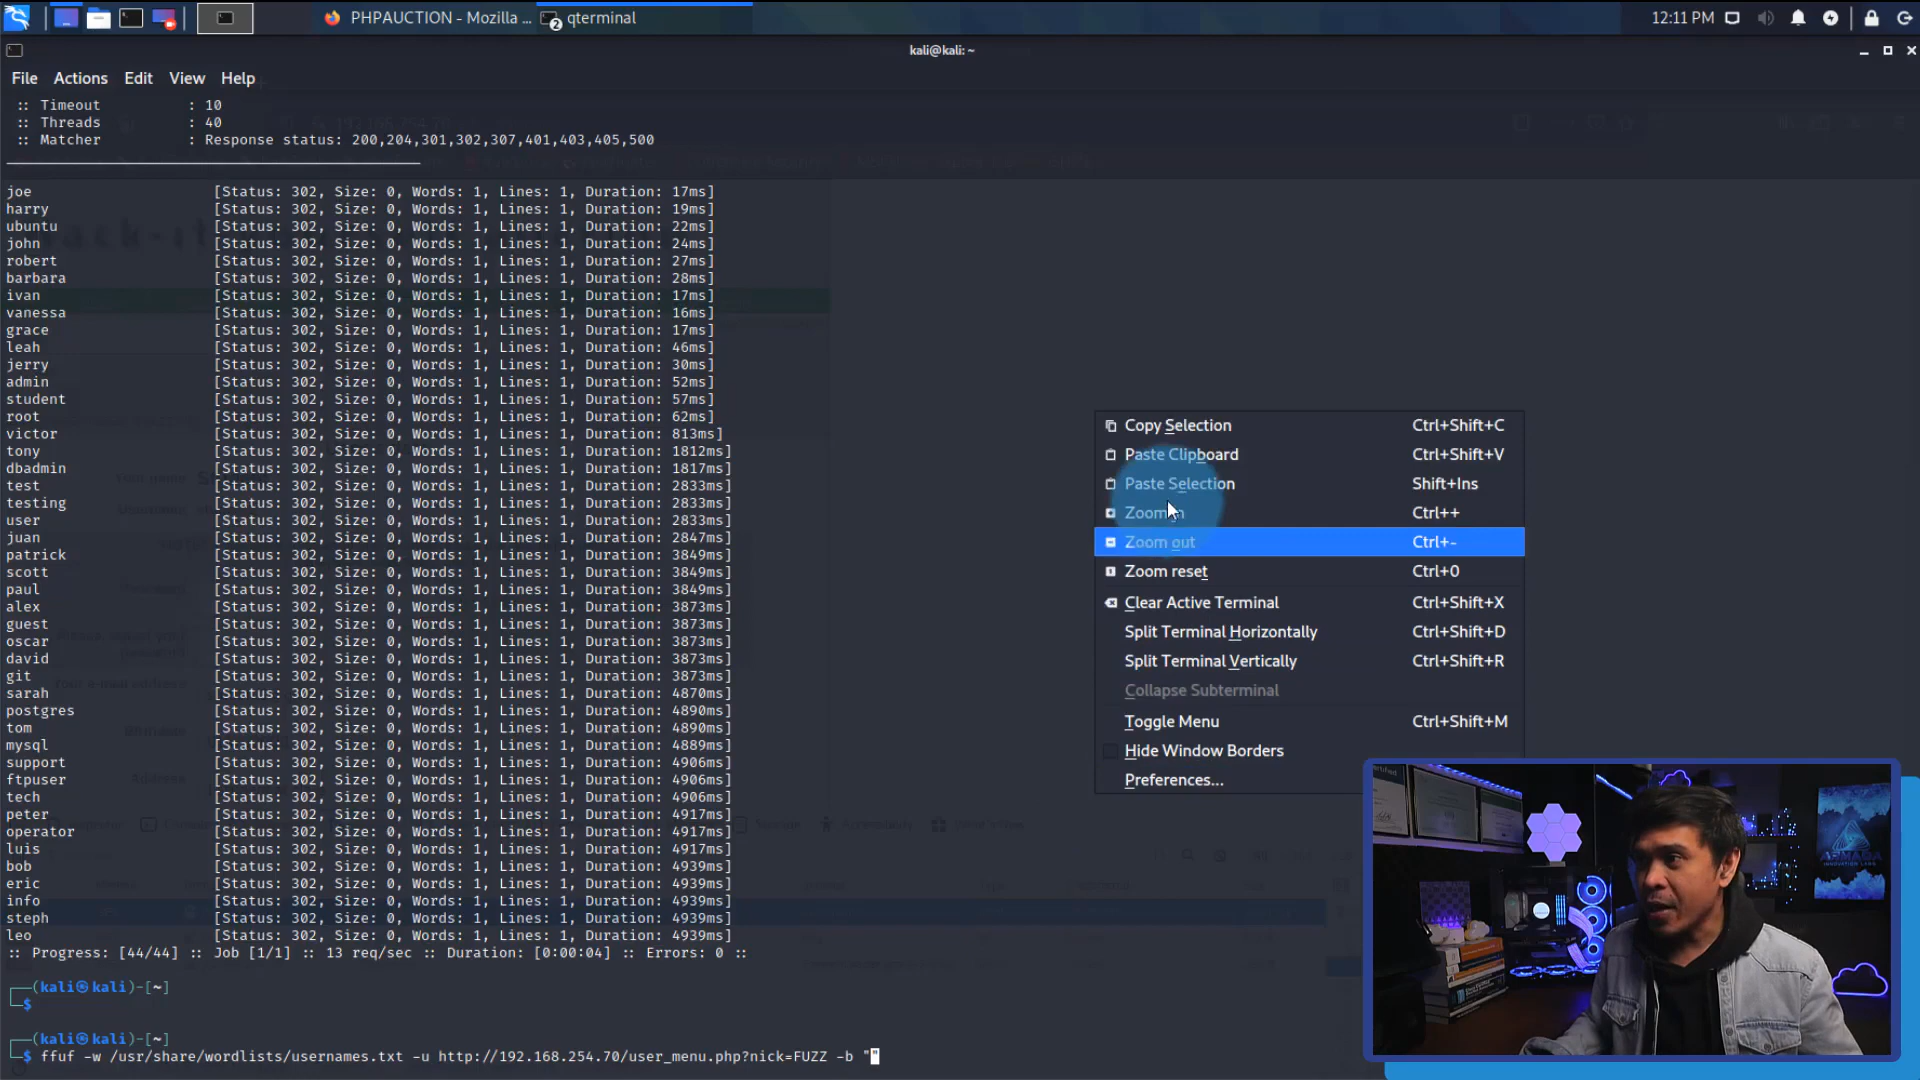 PHPAUCTION - Mozilla ...
2 qterminal
12:11 PM
kali@kali: ~
File Actions Edit View Help
:: Timeout : 10
:: Threads : 40
:: Matcher : Response status: 200,204,301,302,307,401,403,405,500
joe [Status: 302, Size: 0, Words: 1, Lines: 1, Duration: 17ms]
harry [Status: 302, Size: 0, Words: 1, Lines: 1, Duration: 19ms]
ubuntu [Status: 302, Size: 0, Words: 1, Lines: 1, Duration: 22ms]
john [Status: 302, Size: 0, Words: 1, Lines: 1, Duration: 24ms]
robert [Status: 302, Size: 0, Words: 1, Lines: 1, Duration: 27ms]
barbara [Status: 302, Size: 0, Words: 1, Lines: 1, Duration: 28ms]
ivan [Status: 302, Size: 0, Words: 1, Lines: 1, Duration: 17ms]
vanessa [Status: 302, Size: 0, Words: 1, Lines: 1, Duration: 16ms]
grace [Status: 302, Size: 0, Words: 1, Lines: 1, Duration: 17ms]
leah [Status: 302, Size: 0, Words: 1, Lines: 1, Duration: 46ms]
jerry [Status: 302, Size: 0, Words: 1, Lines: 1, Duration: 30ms]
admin [Status: 302, Size: 0, Words: 1, Lines: 1, Duration: 52ms]
student [Status: 302, Size: 0, Words: 1, Lines: 1, Duration: 57ms]
root [Status: 302, Size: 0, Words: 1, Lines: 1, Duration: 62ms]
victor [Status: 302, Size: 0, Words: 1, Lines: 1, Duration: 813ms]
tony [Status: 302, Size: 0, Words: 1, Lines: 1, Duration: 1812ms]
dbadmin [Status: 302, Size: 0, Words: 1, Lines: 1, Duration: 1817ms]
test [Status: 302, Size: 0, Words: 1, Lines: 1, Duration: 2833ms]
testing [Status: 302, Size: 0, Words: 1, Lines: 1, Duration: 2833ms]
user [Status: 302, Size: 0, Words: 1, Lines: 1, Duration: 2833ms]
juan [Status: 302, Size: 0, Words: 1, Lines: 1, Duration: 2847ms]
patrick [Status: 302, Size: 0, Words: 1, Lines: 1, Duration: 3849ms]
scott [Status: 302, Size: 0, Words: 1, Lines: 1, Duration: 3849ms]
paul [Status: 302, Size: 0, Words: 1, Lines: 1, Duration: 3849ms]
alex [Status: 302, Size: 0, Words: 1, Lines: 1, Duration: 3873ms]
guest [Status: 302, Size: 0, Words: 1, Lines: 1, Duration: 3873ms]
oscar [Status: 302, Size: 0, Words: 1, Lines: 1, Duration: 3873ms]
david [Status: 302, Size: 0, Words: 1, Lines: 1, Duration: 3873ms]
git [Status: 302, Size: 0, Words: 1, Lines: 1, Duration: 3873ms]
sarah [Status: 302, Size: 0, Words: 1, Lines: 1, Duration: 4870ms]
postgres [Status: 302, Size: 0, Words: 1, Lines: 1, Duration: 4890ms]
tom [Status: 302, Size: 0, Words: 1, Lines: 1, Duration: 4890ms]
mysql [Status: 302, Size: 0, Words: 1, Lines: 1, Duration: 4889ms]
support [Status: 302, Size: 0, Words: 1, Lines: 1, Duration: 4906ms]
ftpuser [Status: 302, Size: 0, Words: 1, Lines: 1, Duration: 4906ms]
tech [Status: 302, Size: 0, Words: 1, Lines: 1, Duration: 4906ms]
peter [Status: 302, Size: 0, Words: 1, Lines: 1, Duration: 4917ms]
operator [Status: 302, Size: 0, Words: 1, Lines: 1, Duration: 4917ms]
luis [Status: 302, Size: 0, Words: 1, Lines: 1, Duration: 4917ms]
bob [Status: 302, Size: 0, Words: 1, Lines: 1, Duration: 4939ms]
eric [Status: 302, Size: 0, Words: 1, Lines: 1, Duration: 4939ms]
info [Status: 302, Size: 0, Words: 1, Lines: 1, Duration: 4939ms]
steph [Status: 302, Size: 0, Words: 1, Lines: 1, Duration: 4939ms]
leo [Status: 302, Size: 0, Words: 1, Lines: 1, Duration: 4939ms]
:: Progress: [44/44] :: Job [1/1] :: 13 req/sec :: Duration: [0:00:04] :: Errors: 0 ::
(kali㉿kali)-[~]
$
(kali㉿kali)-[~]
$ ffuf -w /usr/share/wordlists/usernames.txt -u http://192.168.254.70/user_menu.php?nick=FUZZ -b ""
Copy Selection Ctrl+Shift+C
Paste Clipboard Ctrl+Shift+V
Paste Selection Shift+Ins
Zoom in Ctrl++
Zoom out Ctrl+-
Zoom reset Ctrl+0
Clear Active Terminal Ctrl+Shift+X
Split Terminal Horizontally Ctrl+Shift+D
Split Terminal Vertically Ctrl+Shift+R
Collapse Subterminal
Toggle Menu Ctrl+Shift+M
Hide Window Borders
Preferences...
ARMADA